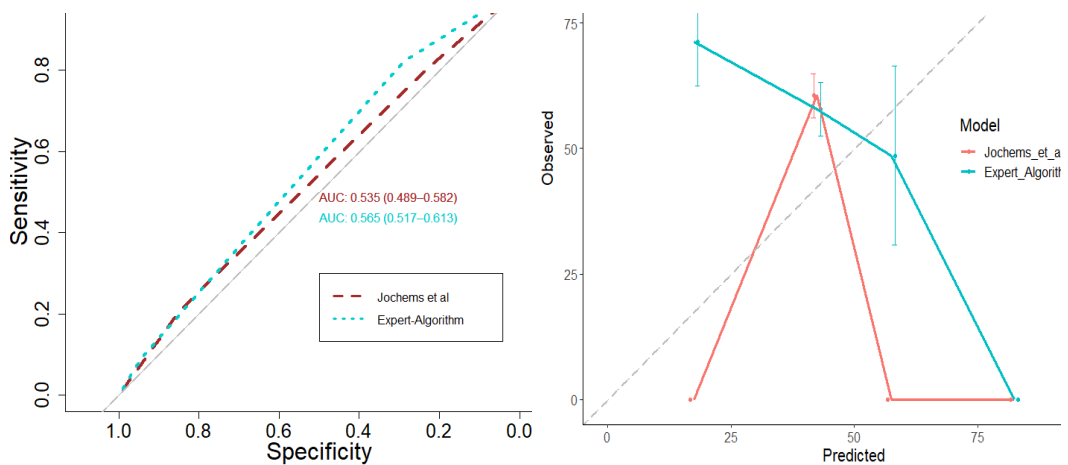 Sensitivity
0.8
0.6
0.4
0.2
0.0
AUC: 0.535 (0.489–0.582)
AUC: 0.565 (0.517–0.613)
Jochems et al
Expert-Algorithm
1.0 0.8 0.6 0.4 0.2 0.0
Specificity
Observed
75
50
25
0
Model
Jochems_et_a
Expert_Algorith
0 25 50 75
Predicted